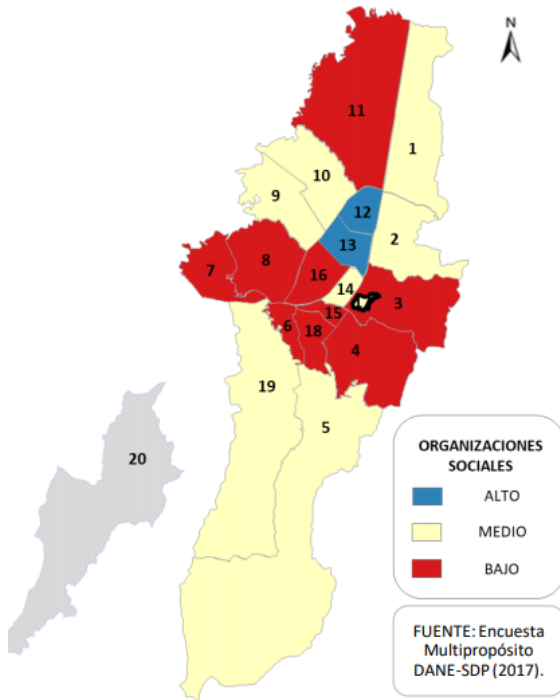 N
11
1
10
9
12
2
13
8
7
16
14
3
15
6
18
4
19
5
20
ORGANIZACIONES
SOCIALES
ALTO
MEDIO
BAJO
FUENTE: Encuesta
Multipropósito
DANE-SDP (2017).